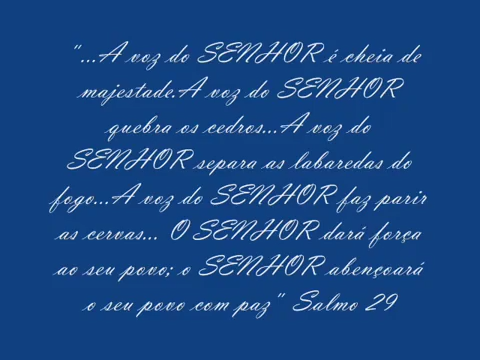 "...A voz do SENHOR é cheia de
majestade.A voz do SENHOR
quebra os cedros...A voz do
SENHOR separa as labaredas do
fogo...A voz do SENHOR faz parir
as cervas... O SENHOR dará força
ao seu povo; o SENHOR abençoará
o seu povo com paz" Salmo 29